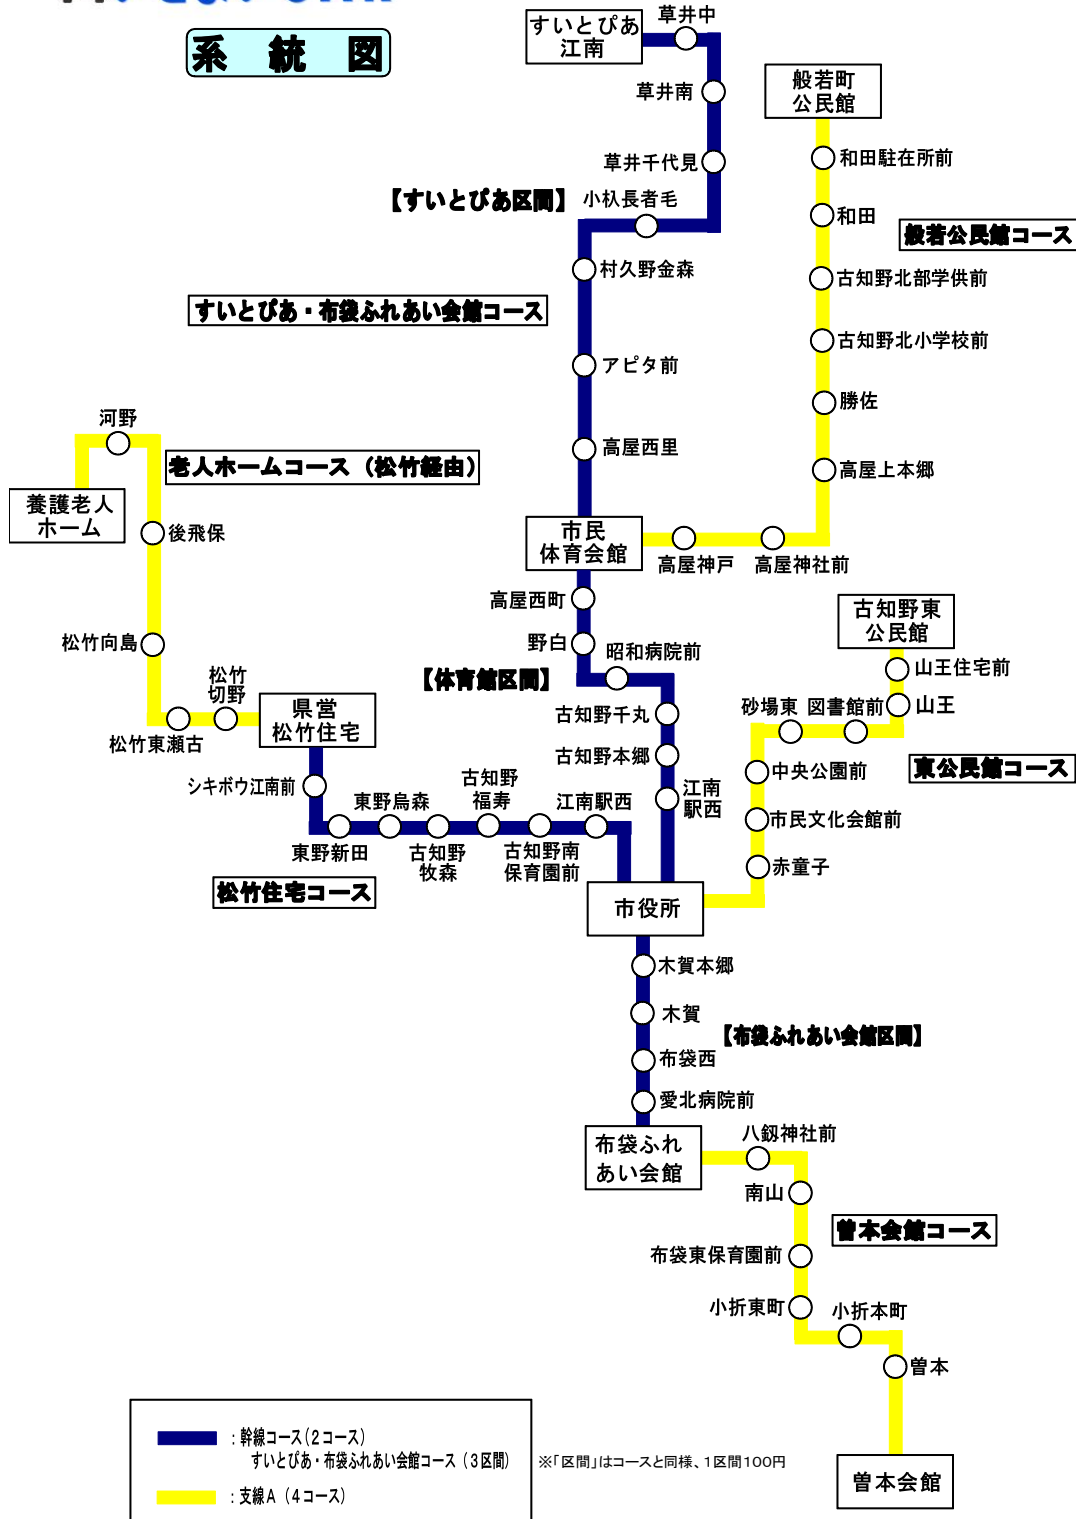 系 統 図
すいとぴあ
江南
草井中
草井南
草井千代見
小杁長者毛
【すいとぴあ区間】
村久野金森
すいとぴあ・布袋ふれあい会館コース
アピタ前
高屋西里
般若町
公民館
和田駐在所前
和田
般若公民館コース
古知野北部学供前
古知野北小学校前
勝佐
高屋上本郷
高屋神戸
高屋神社前
河野
老人ホームコース（松竹経由）
養護老人
ホーム
後飛保
松竹向島
松竹
切野
松竹東瀬古
市民
体育会館
高屋西町
野白
昭和病院前
【体育館区間】
古知野千丸
古知野本郷
江南
駅西
古知野東
公民館
山王住宅前
山王
図書館前
砂場東
東公民館コース
中央公園前
市民文化会館前
赤童子
県営
松竹住宅
シキボウ江南前
東野新田
東野烏森
古知野
牧森
古知野
福寿
古知野南
保育園前
江南駅西
松竹住宅コース
市役所
木賀本郷
木賀
【布袋ふれあい会館区間】
布袋西
愛北病院前
布袋ふれ
あい会館
八剱神社前
南山
曽本会館コース
布袋東保育園前
小折東町
小折本町
曽本
曽本会館
：幹線コース（２コース）
すいとぴあ・布袋ふれあい会館コース（３区間）
※「区間」はコースと同様、１区間100円
：支線Ａ（４コース）